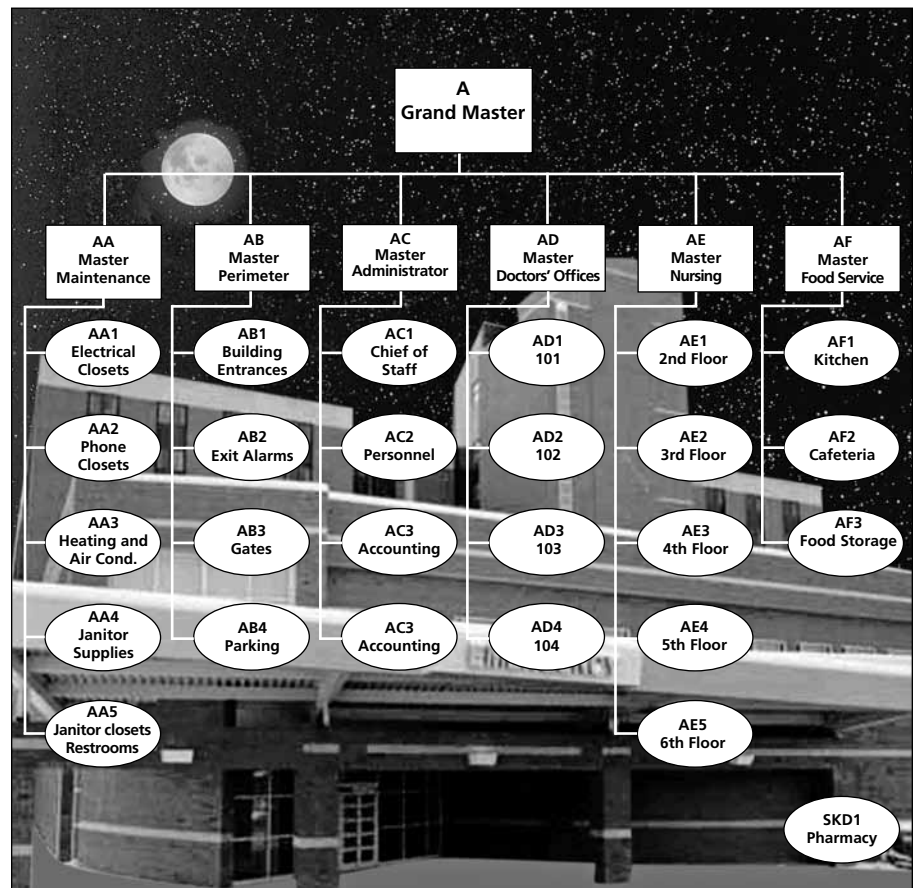 A
Grand Master
AA
Master
Maintenance
AB
Master
Perimeter
AC
Master
Administrator
AD
Master
Doctors' Offices
AE
Master
Nursing
AF
Master
Food Service
AA1
Electrical
Closets
AA2
Phone
Closets
AA3
Heating and
Air Cond.
AA4
Janitor
Supplies
AA5
Janitor closets
Restrooms
AB1
Building
Entrances
AB2
Exit Alarms
AB3
Gates
AB4
Parking
AC1
Chief of
Staff
AC2
Personnel
AC3
Accounting
AC3
Accounting
AD1
101
AD2
102
AD3
103
AD4
104
AE1
2nd Floor
AE2
3rd Floor
AE3
4th Floor
AE4
5th Floor
AE5
6th Floor
AF1
Kitchen
AF2
Cafeteria
AF3
Food Storage
SKD1
Pharmacy